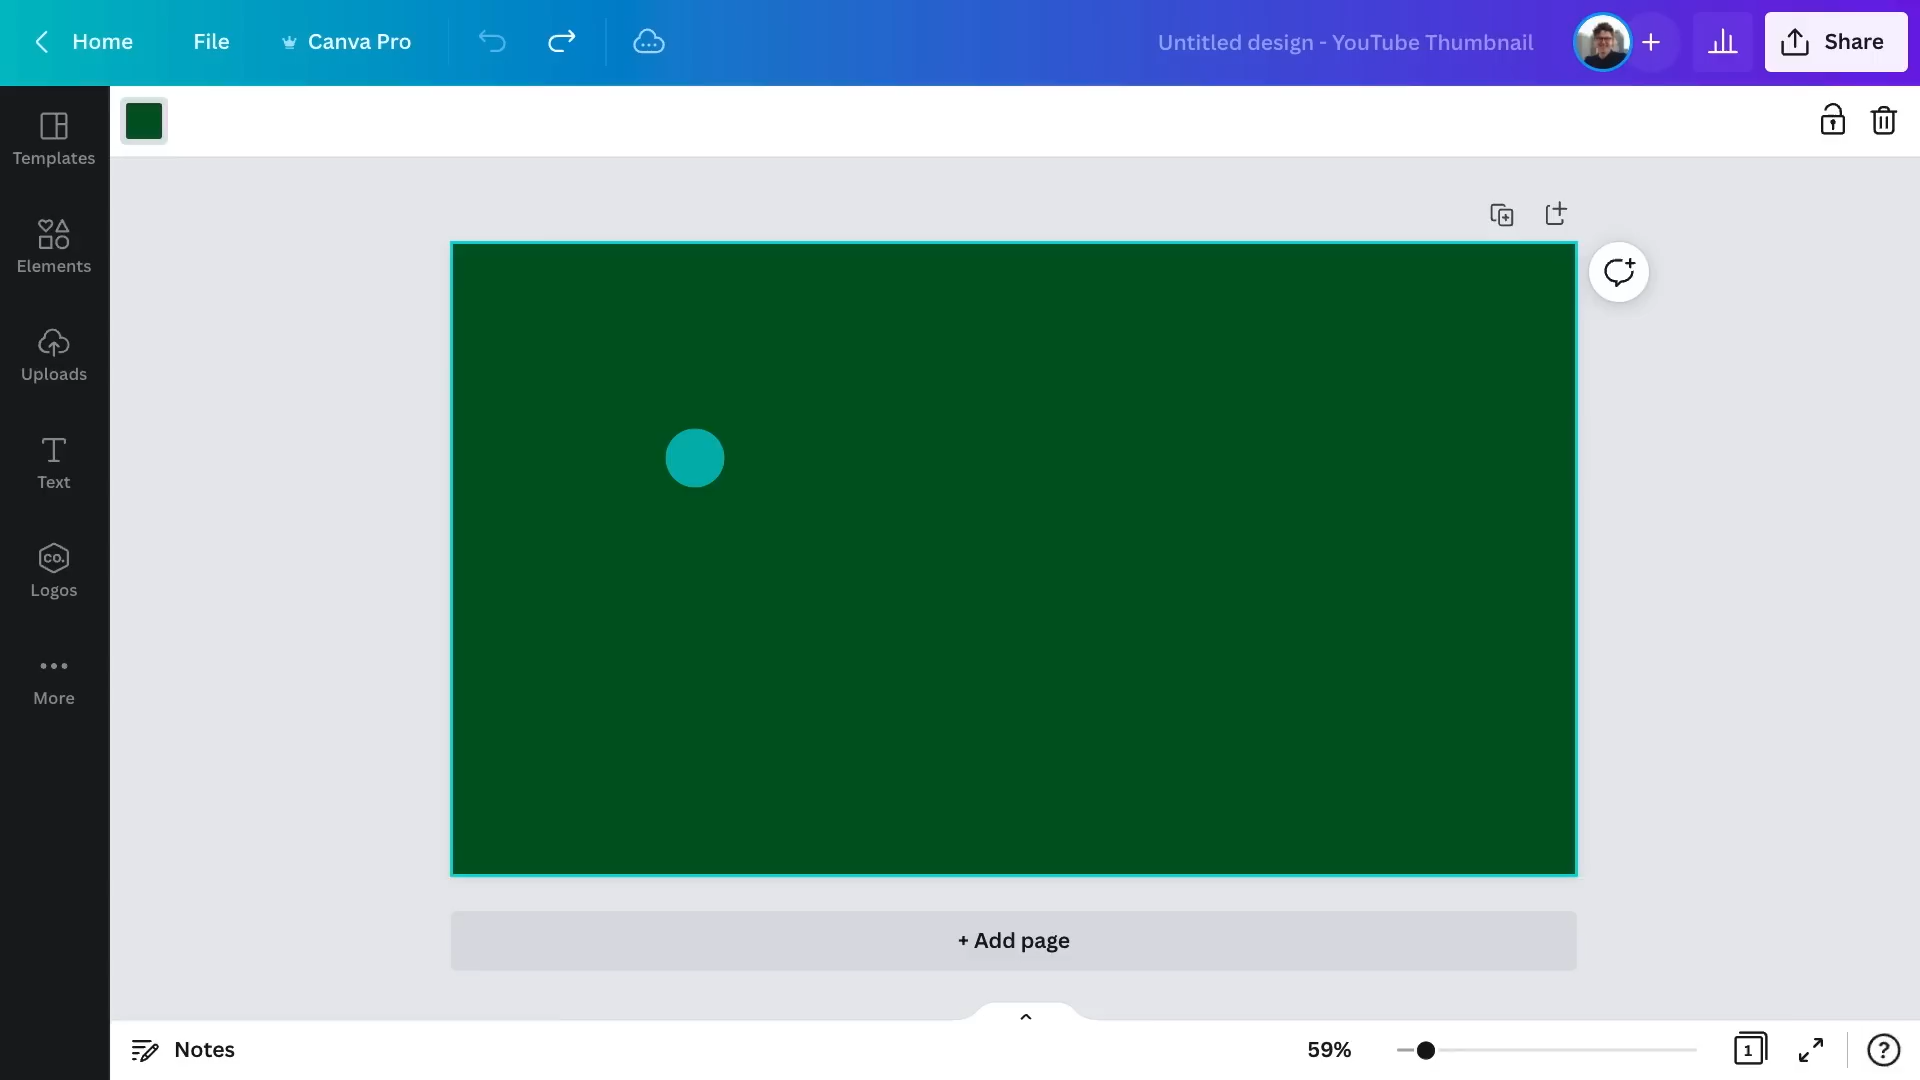 Home
File
Canva Pro
Untitled design - YouTube Thumbnail
Share
Templates
Elements
Uploads
Text
CO.
Logos
More
+ Add page
Notes
59%
1
?